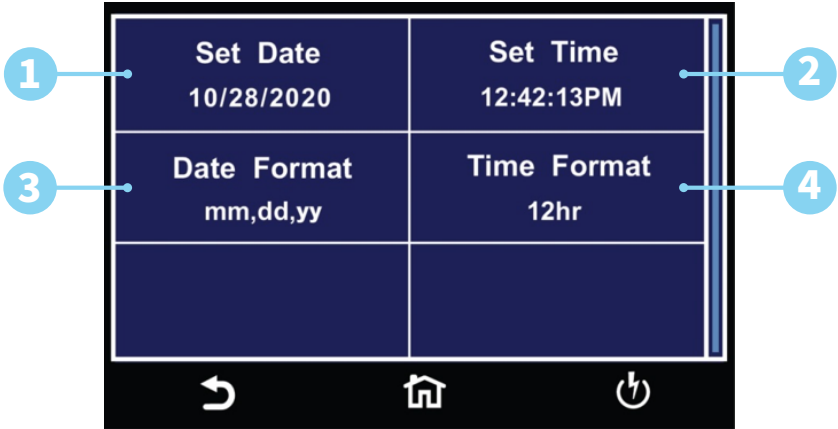 1
Set Date
10/28/2020
Set Time
12:42:13PM
2
3
Date Format
mm,dd,yy
Time Format
12hr
4